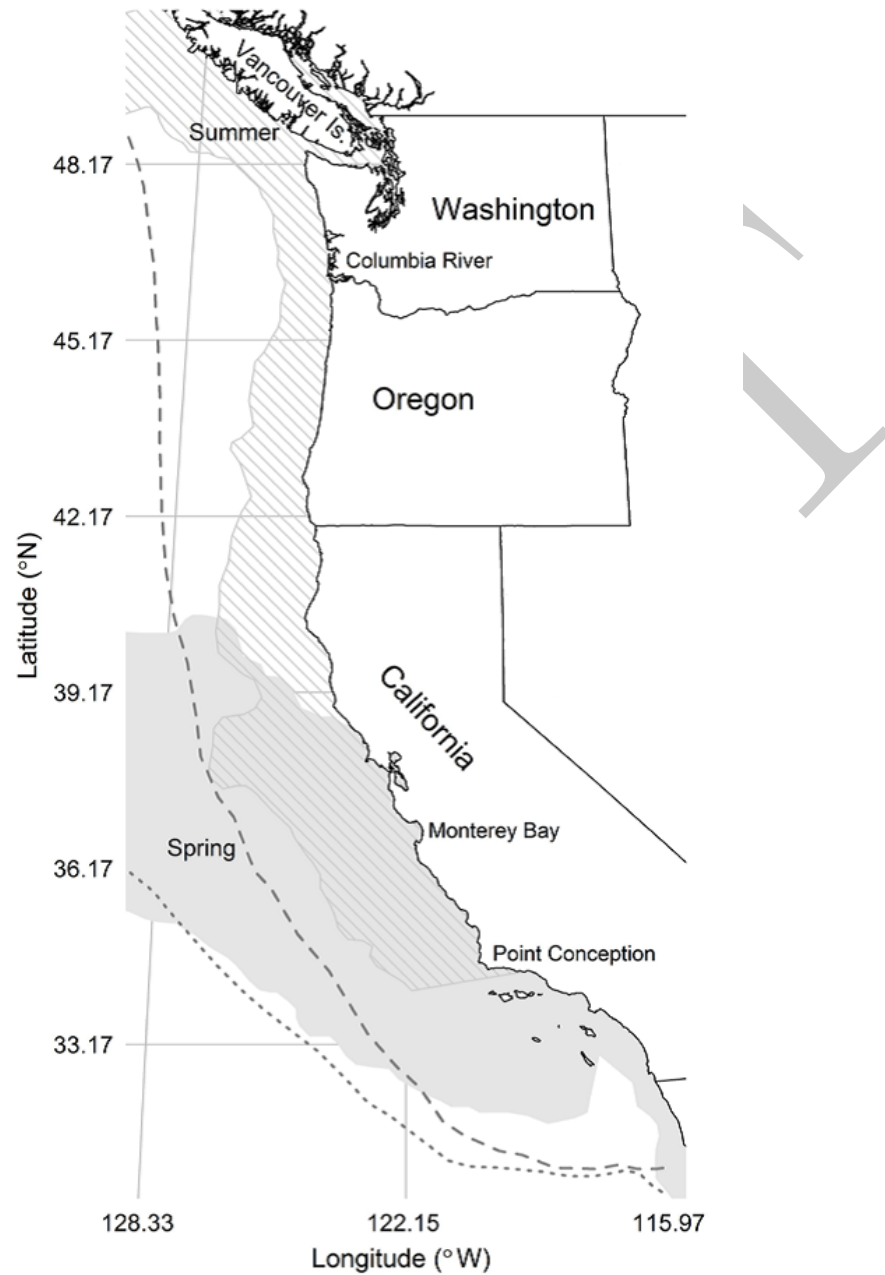 Vancouver Is.
Summer
48.17
Washington
Columbia River
45.17
Oregon
42.17
Latitude (°N)
39.17
California
Monterey Bay
Spring
36.17
Point Conception
33.17
128.33 122.15 115.97
Longitude (°W)